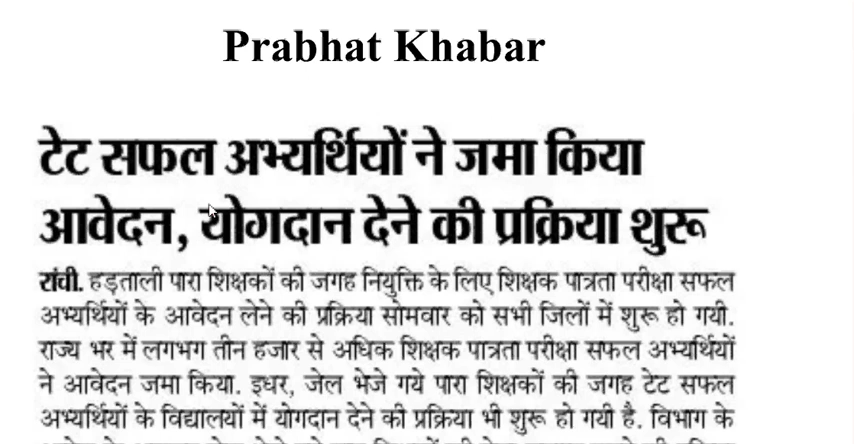 Prabhat Khabar
टेट सफल अभ्यर्थियों ने जमा किया
आवेदन, योगदान देने की प्रक्रिया शुरू
रांची. हड़ताली पारा शिक्षकों की जगह नियुक्ति के लिए शिक्षक पात्रता परीक्षा सफल
अभ्यर्थियों के आवेदन लेने की प्रक्रिया सोमवार को सभी जिलों में शुरू हो गयी.
राज्य भर में लगभग तीन हजार से अधिक शिक्षक पात्रता परीक्षा सफल अभ्यर्थियों
ने आवेदन जमा किया. इधर, जेल भेजे गये पारा शिक्षकों की जगह टेट सफल
अभ्यर्थियों के विद्यालयों में योगदान देने की प्रक्रिया भी शुरू हो गयी है. विभाग के